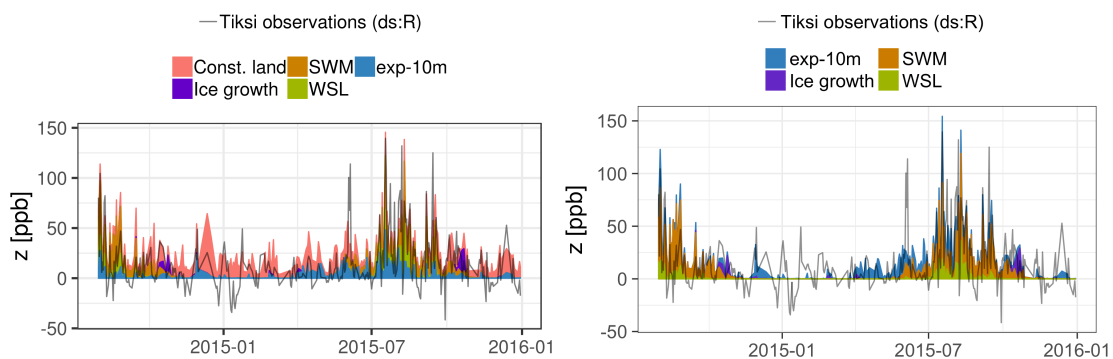 Tiksi observations (ds:R)
Const. land SWM exp-10m
Ice growth WSL
z [ppb]
150
100
50
0
-50
2015-01 2015-07 2016-01
Tiksi observations (ds:R)
exp-10m SWM
Ice growth WSL
z [ppb]
150
100
50
0
-50
2015-01 2015-07 2016-01